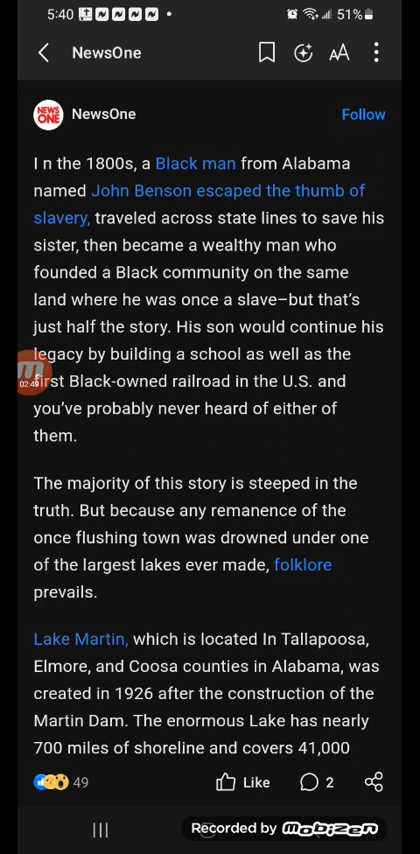 5:40
51%
NewsOne
AA
NEWS
ONE
NewsOne
Follow
I n the 1800s, a Black man from Alabama
named John Benson escaped the thumb of
slavery, traveled across state lines to save his
sister, then became a wealthy man who
founded a Black community on the same
land where he was once a slave–but that's
just half the story. His son would continue his
legacy by building a school as well as the
first Black-owned railroad in the U.S. and
02:49
you've probably never heard of either of
them.
The majority of this story is steeped in the
truth. But because any remanence of the
once flushing town was drowned under one
of the largest lakes ever made, folklore
prevails.
Lake Martin, which is located In Tallapoosa,
Elmore, and Coosa counties in Alabama, was
created in 1926 after the construction of the
Martin Dam. The enormous Lake has nearly
700 miles of shoreline and covers 41,000
49
Like
2
Recorded by mobizen